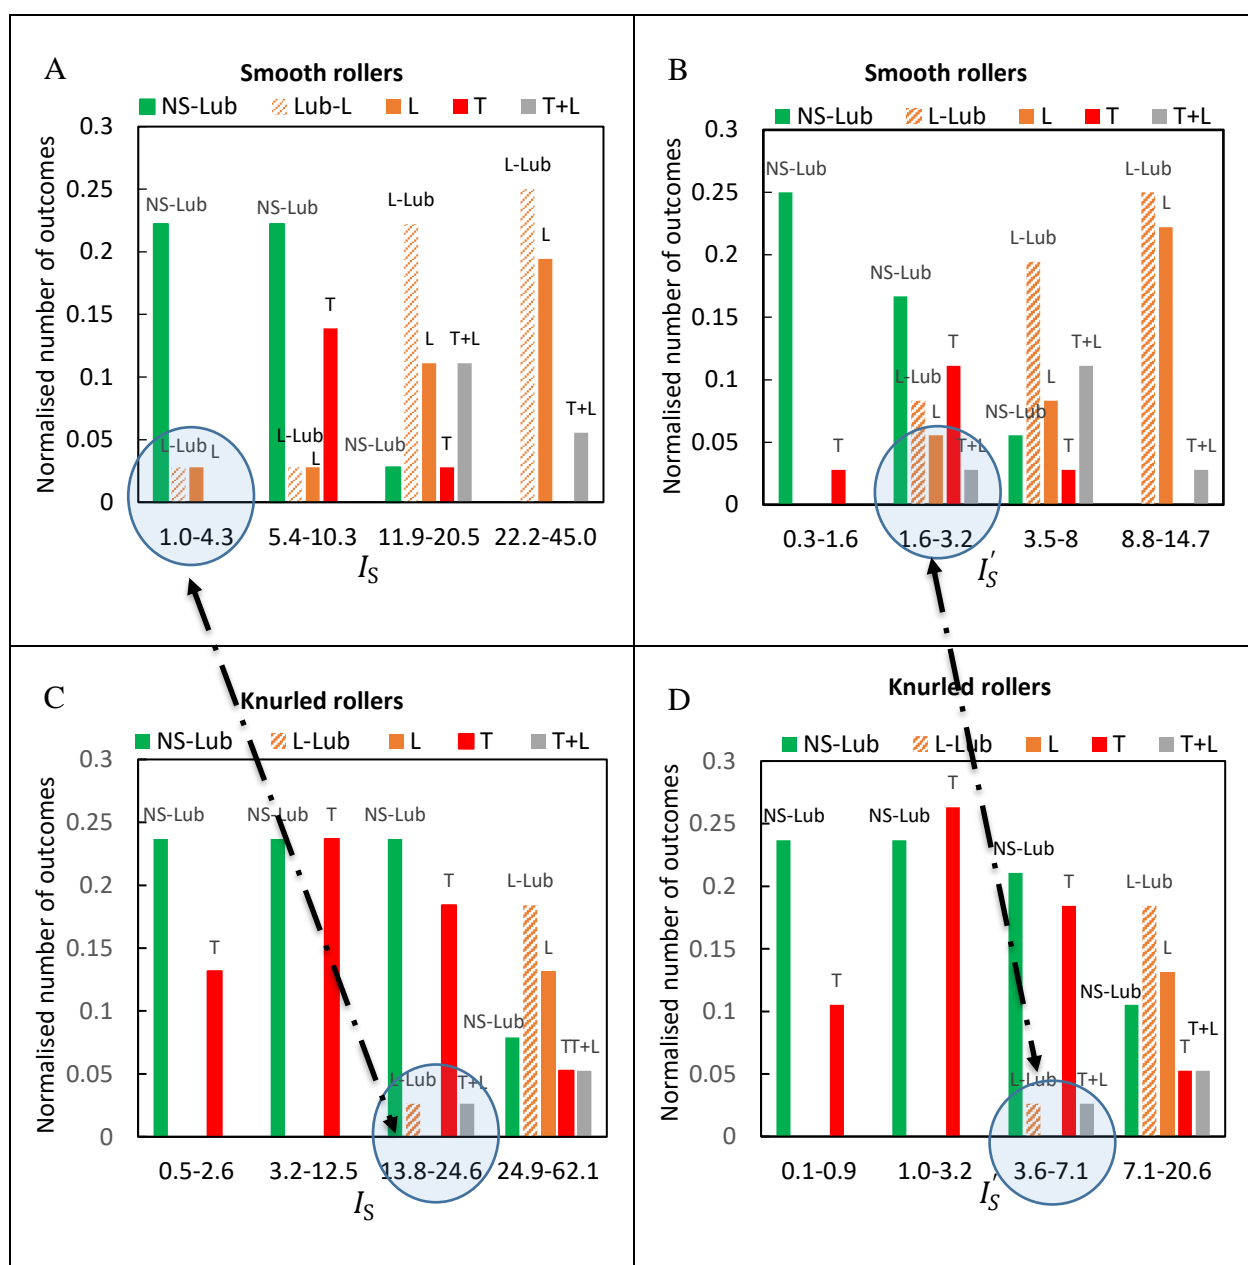 A
Smooth rollers
NS-Lub Lub-L L T T+L
Normalised number of outcomes
0.3
0.25
0.2
0.15
0.1
0.05
0
NS-Lub
L-Lub
L
NS-Lub
L-Lub
L
T
NS-Lub
L-Lub
L
T
T+L
L-Lub
L
T+L
1.0-4.3 5.4-10.3 11.9-20.5 22.2-45.0
I_S
B
Smooth rollers
NS-Lub L-Lub L T T+L
Normalised number of outcomes
0.3
0.25
0.2
0.15
0.1
0.05
0
NS-Lub
T
NS-Lub
L-Lub
L
T
T+L
NS-Lub
L-Lub
L
T
T+L
L-Lub
L
T+L
0.3-1.6 1.6-3.2 3.5-8 8.8-14.7
I'_S
C
Knurled rollers
NS-Lub L-Lub L T T+L
Normalised number of outcomes
0.3
0.25
0.2
0.15
0.1
0.05
0
NS-Lub
T
NS-Lub
T
NS-Lub
L-Lub
T
T+L
NS-Lub
L-Lub
L
T
T+L
0.5-2.6 3.2-12.5 13.8-24.6 24.9-62.1
I_S
D
Knurled rollers
NS-Lub L-Lub L T T+L
Normalised number of outcomes
0.3
0.25
0.2
0.15
0.1
0.05
0
NS-Lub
T
NS-Lub
T
NS-Lub
L-Lub
T
T+L
NS-Lub
L-Lub
L
T
T+L
0.1-0.9 1.0-3.2 3.6-7.1 7.1-20.6
I'_S